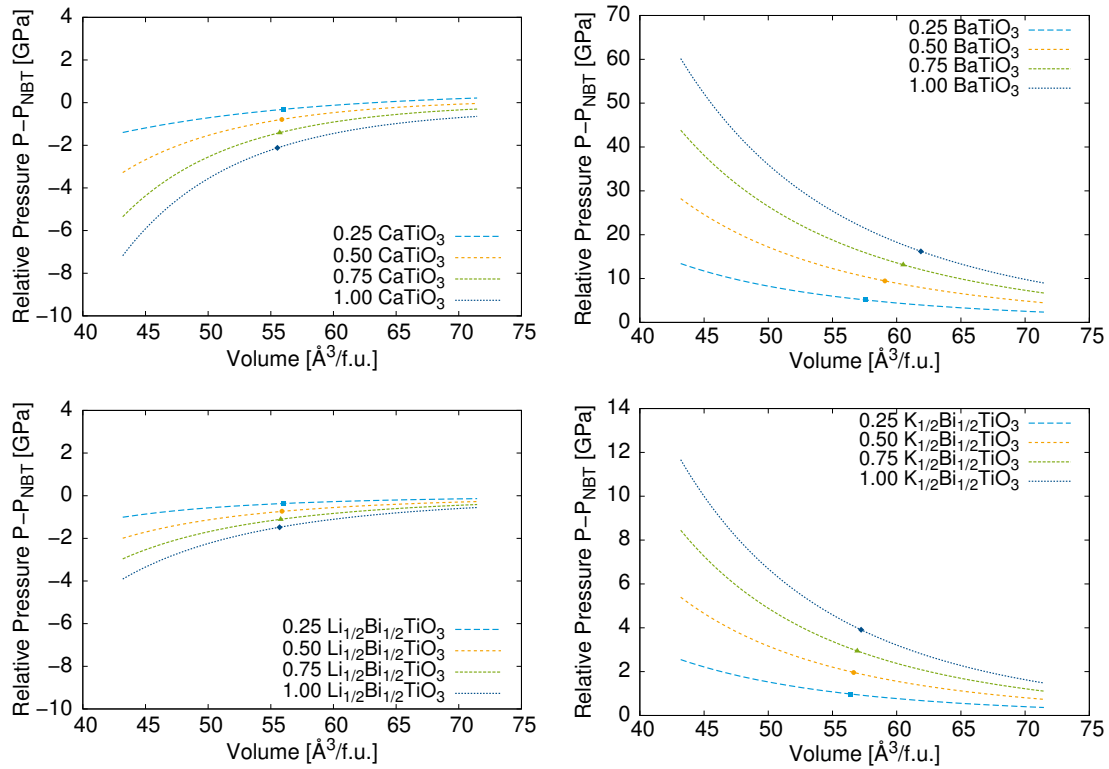 4
2
0
−2
−4
−6
−8
−10
40 45 50 55 60 65 70 75
Relative Pressure P−P_NBT [GPa]
Volume [Å³/f.u.]
0.25 CaTiO₃
0.50 CaTiO₃
0.75 CaTiO₃
1.00 CaTiO₃
70
60
50
40
30
20
10
0
40 45 50 55 60 65 70 75
Relative Pressure P−P_NBT [GPa]
Volume [Å³/f.u.]
0.25 BaTiO₃
0.50 BaTiO₃
0.75 BaTiO₃
1.00 BaTiO₃
4
2
0
−2
−4
−6
−8
−10
40 45 50 55 60 65 70 75
Relative Pressure P−P_NBT [GPa]
Volume [Å³/f.u.]
0.25 Li₁/₂Bi₁/₂TiO₃
0.50 Li₁/₂Bi₁/₂TiO₃
0.75 Li₁/₂Bi₁/₂TiO₃
1.00 Li₁/₂Bi₁/₂TiO₃
14
12
10
8
6
4
2
0
40 45 50 55 60 65 70 75
Relative Pressure P−P_NBT [GPa]
Volume [Å³/f.u.]
0.25 K₁/₂Bi₁/₂TiO₃
0.50 K₁/₂Bi₁/₂TiO₃
0.75 K₁/₂Bi₁/₂TiO₃
1.00 K₁/₂Bi₁/₂TiO₃